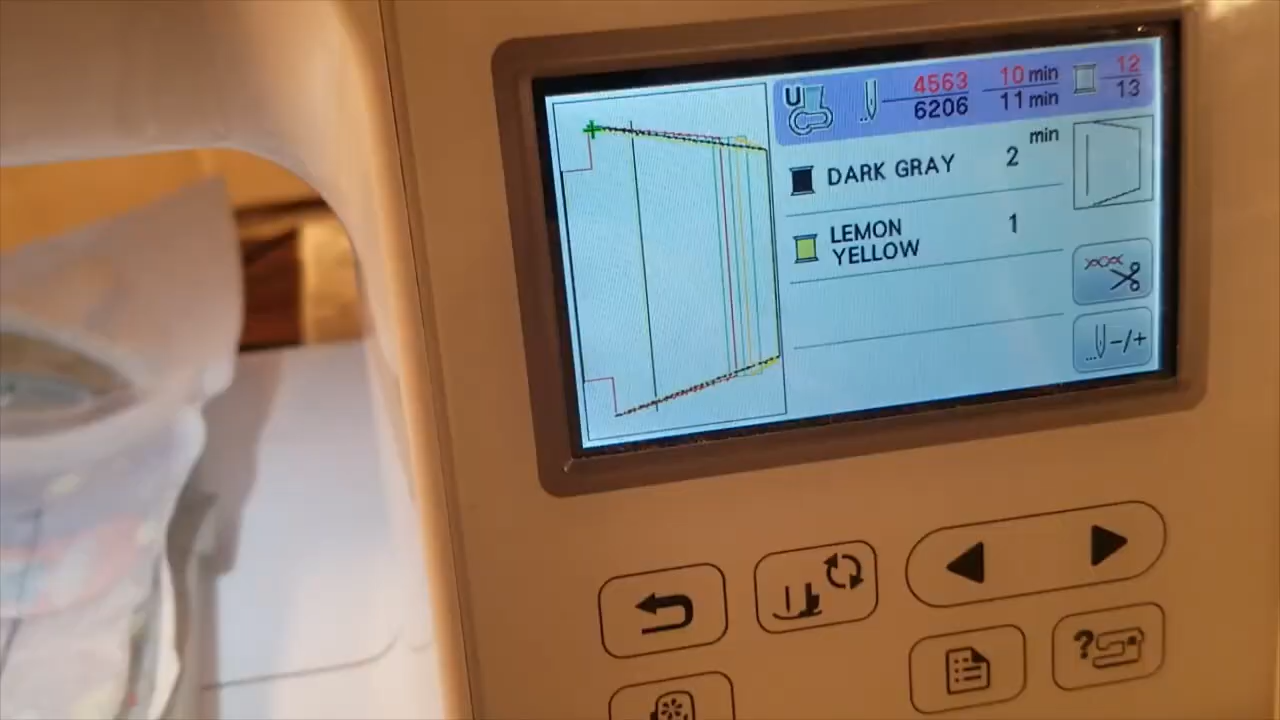 U 4563 10 min 12
6206 11 min 13
min
DARK GRAY 2
LEMON 1
YELLOW
-/+
?